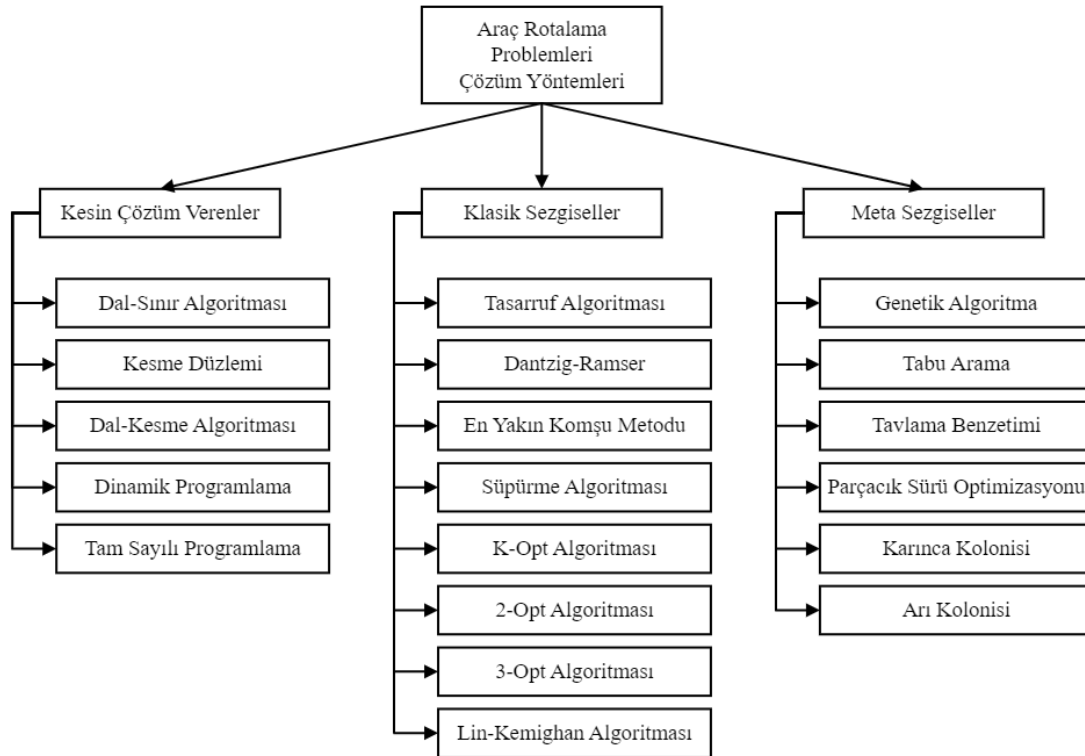 Araç Rotalama
Problemleri
Çözüm Yöntemleri
Kesin Çözüm Verenler
Dal-Sınır Algoritması
Kesme Düzlemi
Dal-Kesme Algoritması
Dinamik Programlama
Tam Sayılı Programlama
Klasik Sezgiseller
Tasarruf Algoritması
Dantzig-Ramser
En Yakın Komşu Metodu
Süpürme Algoritması
K-Opt Algoritması
2-Opt Algoritması
3-Opt Algoritması
Lin-Kemighan Algoritması
Meta Sezgiseller
Genetik Algoritma
Tabu Arama
Tavlama Benzetimi
Parçacık Sürü Optimizasyonu
Karınca Kolonisi
Arı Kolonisi